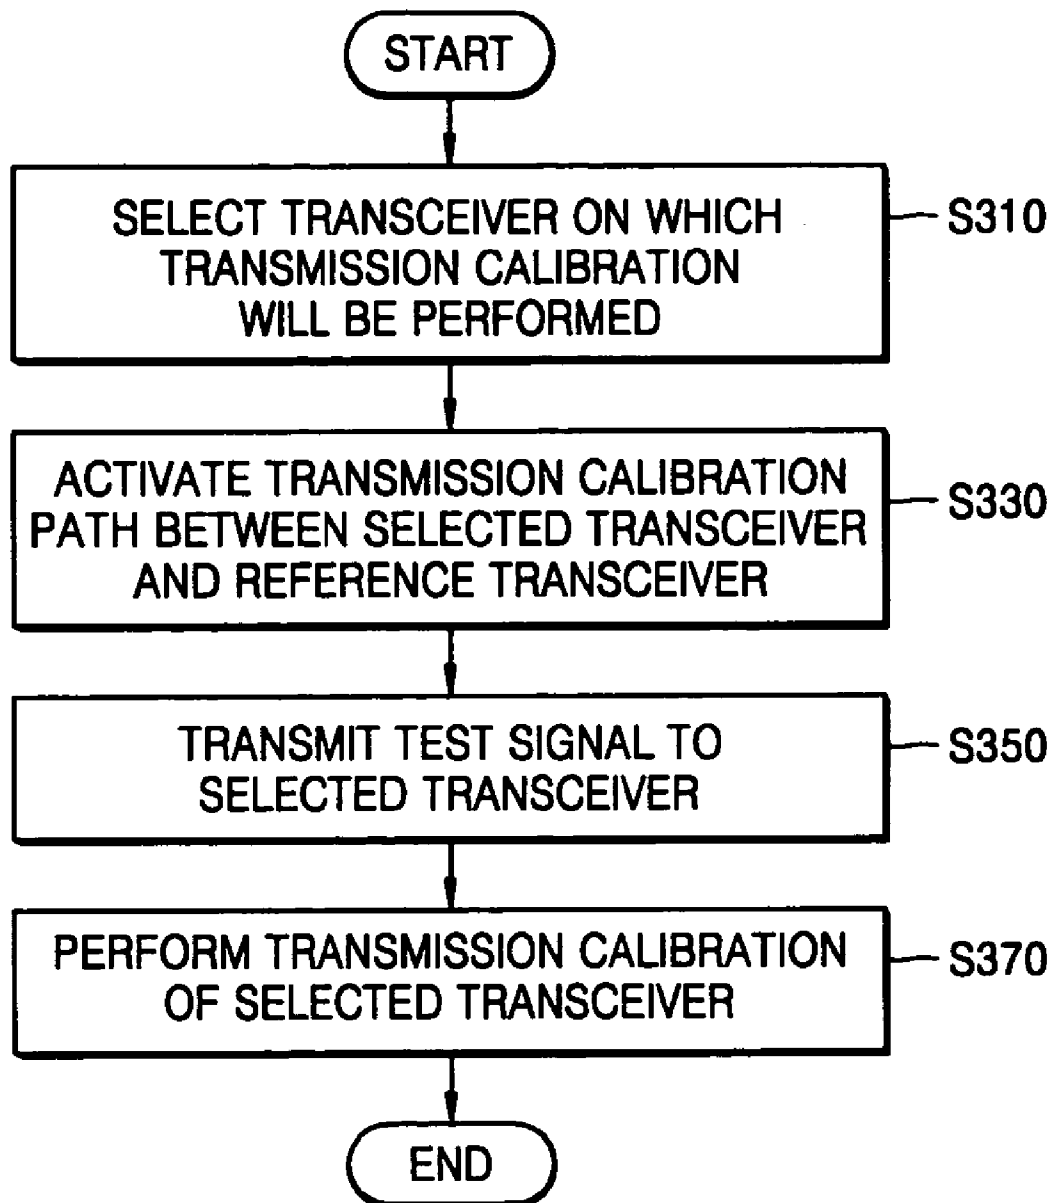 START
SELECT TRANSCEIVER ON WHICH
TRANSMISSION CALIBRATION
WILL BE PERFORMED
S310
ACTIVATE TRANSMISSION CALIBRATION
PATH BETWEEN SELECTED TRANSCEIVER
AND REFERENCE TRANSCEIVER
S330
TRANSMIT TEST SIGNAL TO
SELECTED TRANSCEIVER
S350
PERFORM TRANSMISSION CALIBRATION
OF SELECTED TRANSCEIVER
S370
END